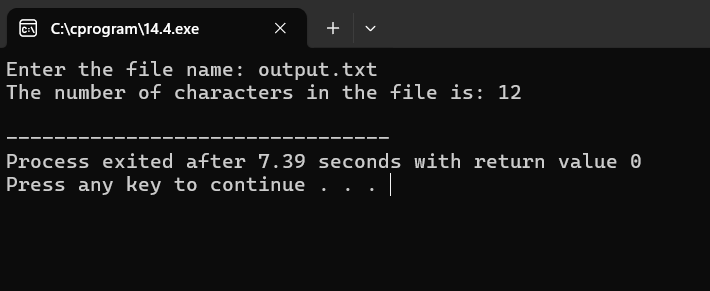 C:\cprogram\14.4.exe
Enter the file name: output.txt
The number of characters in the file is: 12
--------------------------------
Process exited after 7.39 seconds with return value 0
Press any key to continue . . .